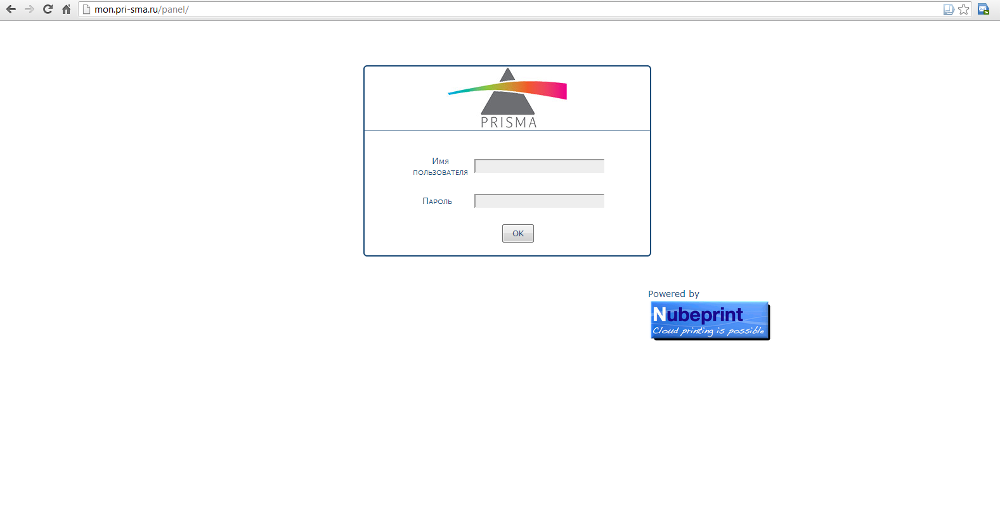 mon.pri-sma.ru/panel/
PRISMA
Имя
пользователя
Пароль
OK
Powered by
Nubeprint
Cloud printing is possible